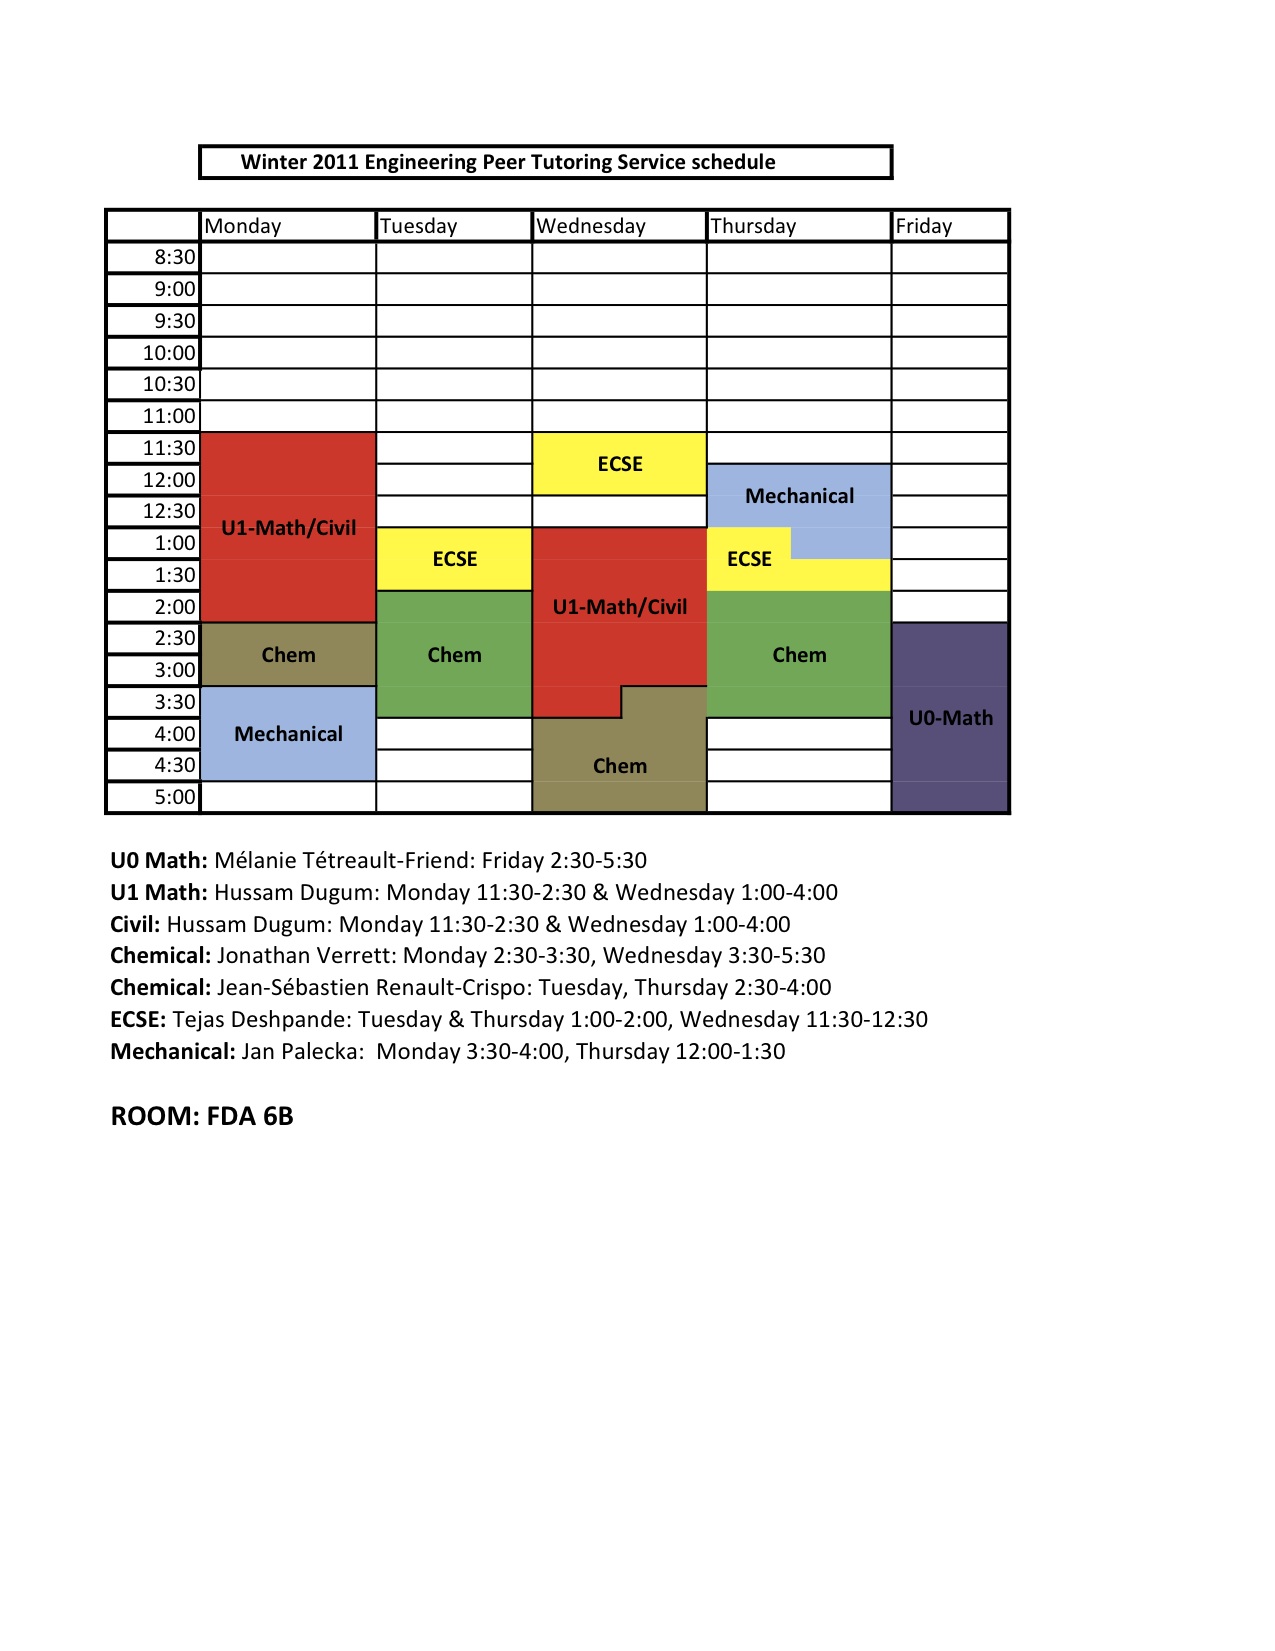 Winter 2011 Engineering Peer Tutoring Service schedule
Monday Tuesday Wednesday Thursday Friday
8:30
9:00
9:30
10:00
10:30
11:00
11:30
ECSE
12:00
Mechanical
12:30
U1-Math/Civil
1:00
ECSE ECSE
1:30
2:00
U1-Math/Civil
2:30
Chem Chem Chem
3:00
3:30
U0-Math
4:00
Mechanical
4:30
Chem
5:00
U0 Math: Mélanie Tétreault-Friend: Friday 2:30-5:30
U1 Math: Hussam Dugum: Monday 11:30-2:30 & Wednesday 1:00-4:00
Civil: Hussam Dugum: Monday 11:30-2:30 & Wednesday 1:00-4:00
Chemical: Jonathan Verrett: Monday 2:30-3:30, Wednesday 3:30-5:30
Chemical: Jean-Sébastien Renault-Crispo: Tuesday, Thursday 2:30-4:00
ECSE: Tejas Deshpande: Tuesday & Thursday 1:00-2:00, Wednesday 11:30-12:30
Mechanical: Jan Palecka: Monday 3:30-4:00, Thursday 12:00-1:30
ROOM: FDA 6B